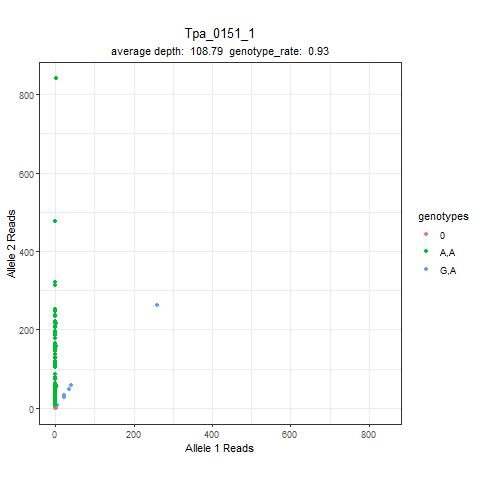 Tpa_0151_1
average depth: 108.79 genotype_rate: 0.93
Allele 2 Reads
800
600
400
200
0
0 200 400 600 800
Allele 1 Reads
genotypes
0
A,A
G,A